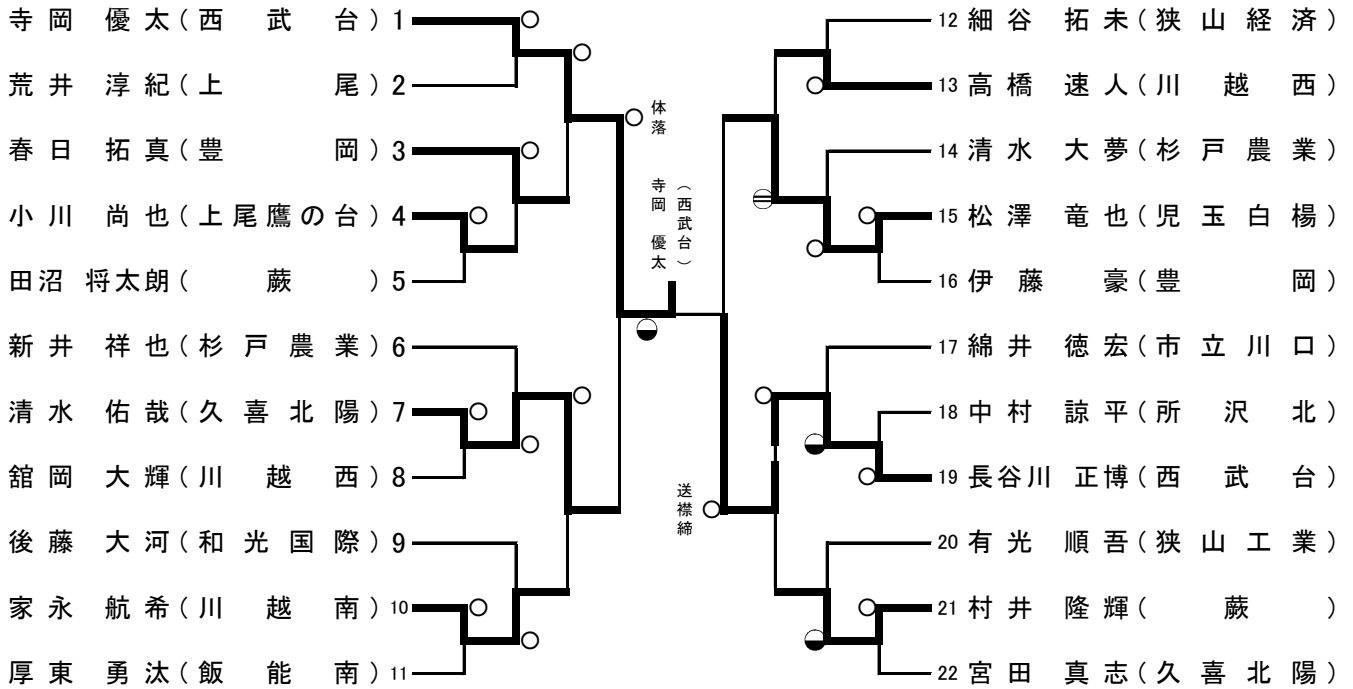 寺岡 優太(西武台) 1
荒井 淳紀(上尾) 2
春日 拓真(豊岡) 3
小川 尚也(上尾鷹の台) 4
田沼 将太朗(蕨) 5
新井 祥也(杉戸農業) 6
清水 佑哉(久喜北陽) 7
舘岡 大輝(川越西) 8
後藤 大河(和光国際) 9
家永 航希(川越南) 10
厚東 勇汰(飯能南) 11
体落
寺岡 優太
(西武台)
送襟締
12 細谷 拓未(狭山経済)
13 高橋 速人(川越西)
14 清水 大夢(杉戸農業)
15 松澤 竜也(児玉白楊)
16 伊藤 豪(豊岡)
17 綿井 徳宏(市立川口)
18 中村 諒平(所沢北)
19 長谷川 正博(西武台)
20 有光 順吾(狭山工業)
21 村井 隆輝(蕨)
22 宮田 真志(久喜北陽)